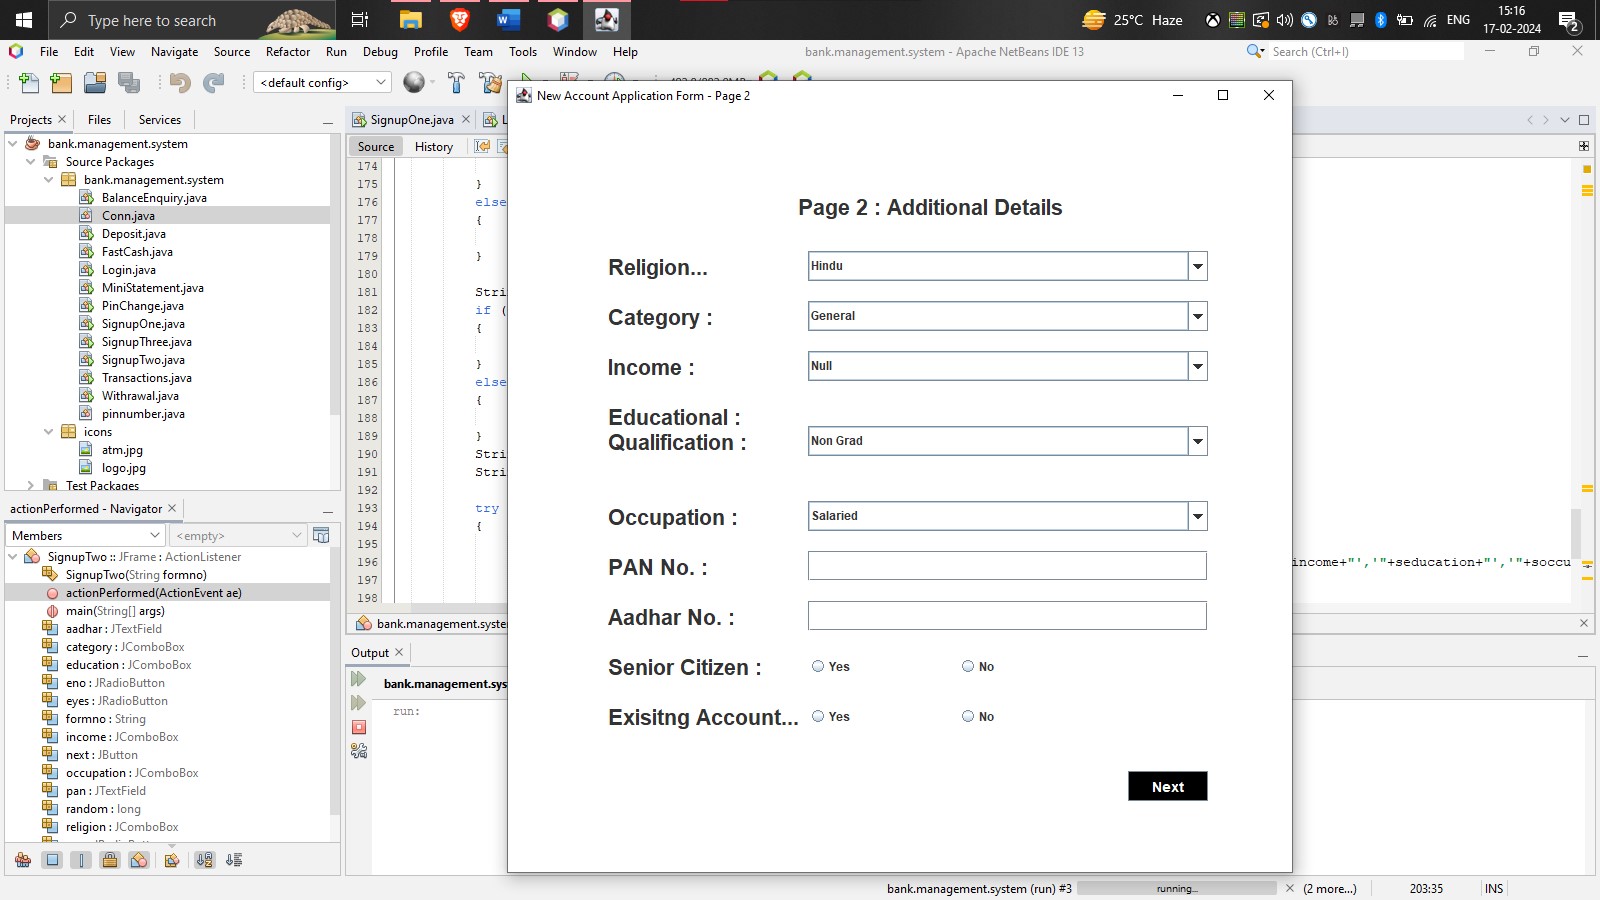 Type here to search
25°C Haze
ENG
15:16
17-02-2024
2
File Edit View Navigate Source Refactor Run Debug Profile Team Tools Window Help
bank.management.system - Apache NetBeans IDE 13
Search (Ctrl+I)
<default config>
New Account Application Form - Page 2
Projects Files Services
SignupOne.java
Source History
bank.management.system
Source Packages
bank.management.system
BalanceEnquiry.java
Conn.java
Deposit.java
FastCash.java
Login.java
MiniStatement.java
PinChange.java
SignupOne.java
SignupThree.java
SignupTwo.java
Transactions.java
Withrawal.java
pinnumber.java
icons
atm.jpg
logo.jpg
Test Packages
actionPerformed - Navigator
Members
<empty>
SignupTwo :: JFrame : ActionListener
SignupTwo(String formno)
actionPerformed(ActionEvent ae)
main(String[] args)
aadhar : JTextField
category : JComboBox
education : JComboBox
eno : JRadioButton
eyes : JRadioButton
formno : String
income : JComboBox
next : JButton
occupation : JComboBox
pan : JTextField
random : long
religion : JComboBox
174
175 }
176 else
177 {
178
179 }
180
181 Stri
182 if (
183 {
184
185 }
186 else
187 {
188
189 }
190 Stri
191 Stri
192
193 try
194 {
195
196 income+"','"+seducation+"','"+soccu
197
198
bank.management.syste
Output
bank.management.sys
run:
Page 2 : Additional Details
Religion... Hindu
Category : General
Income : Null
Educational :
Qualification : Non Grad
Occupation : Salaried
PAN No. :
Aadhar No. :
Senior Citizen : Yes No
Exisitng Account... Yes No
Next
bank.management.system (run) #3 running... (2 more...) 203:35 INS